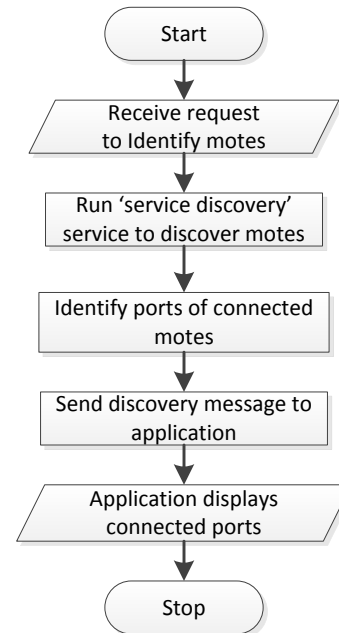 Start
Receive request
to Identify motes
Run ‘service discovery’
service to discover motes
Identify ports of connected
motes
Send discovery message to
application
Application displays
connected ports
Stop